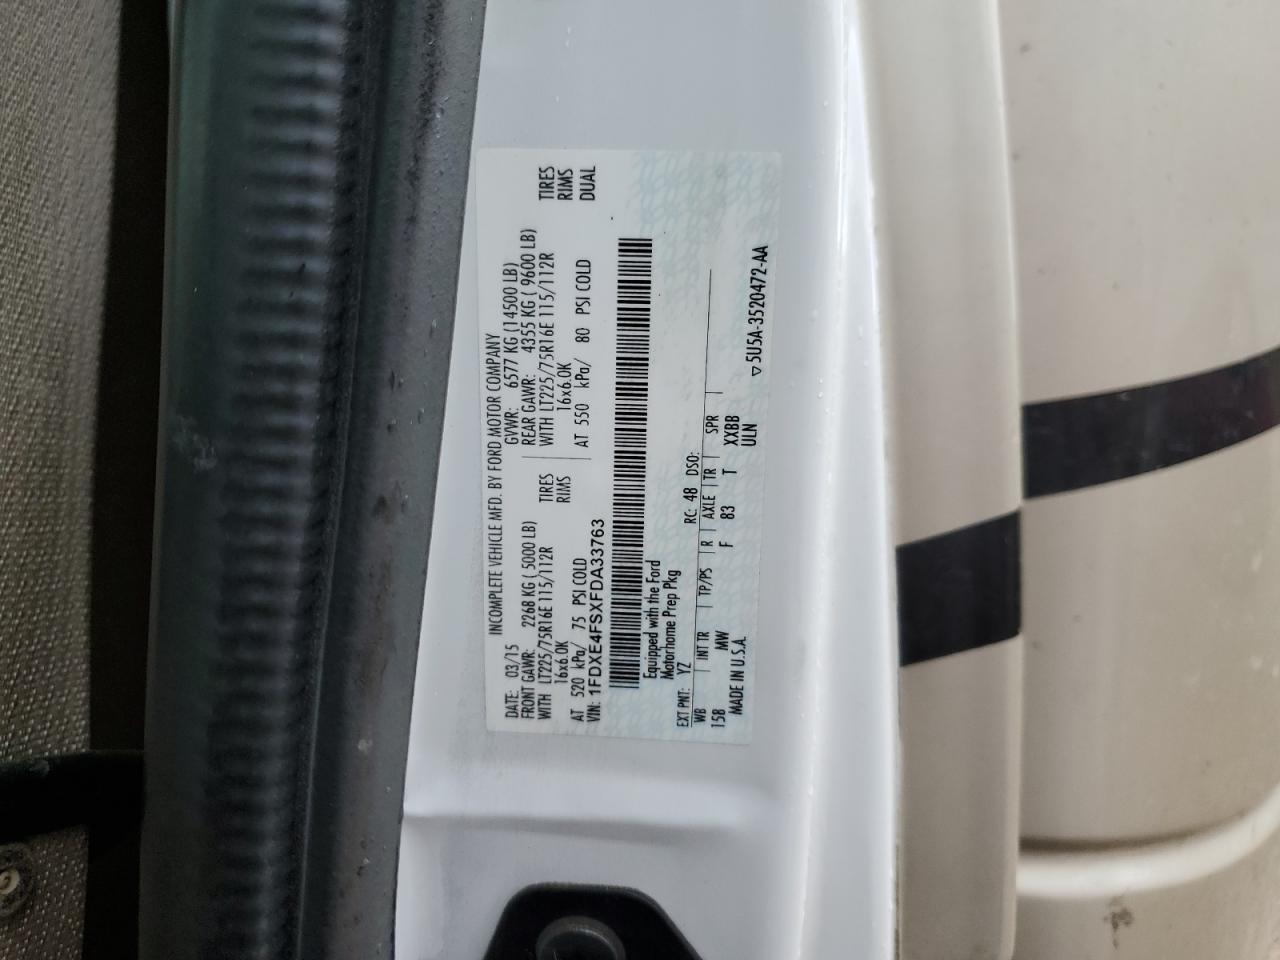 INCOMPLETE VEHICLE MFD. BY FORD MOTOR COMPANY
DATE: 03/15 GVWR: 6577 KG (14500 LB)
FRONT GAWR: 2268 KG ( 5000 LB) REAR GAWR: 4355 KG ( 9600 LB)
WITH LT225/75R16E 115/112R TIRES WITH LT225/75R16E 115/112R TIRES
16x6.0K RIMS 16x6.0K RIMS
AT 520 kPa/ 75 PSI COLD AT 550 kPa/ 80 PSI COLD DUAL
VIN: 1FDXE4FSXFDA33763
Equipped with the Ford
Motorhome Prep Pkg
EXT PNT: YZ RC: 48 DSO:
WB INT TR TP/PS R AXLE TR SPR
158 MW F 83 T XXBB
MADE IN U.S.A. ULN
▽5U5A-3520472-AA